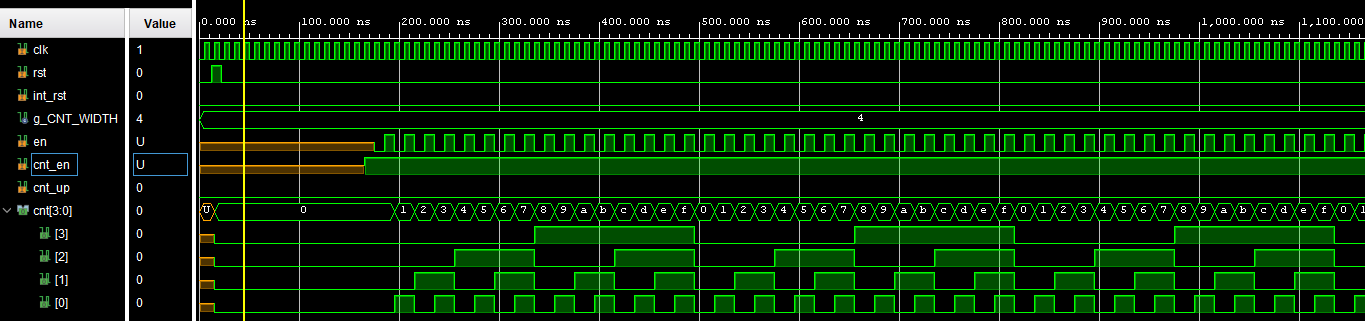 Name Value 0.000 ns 100.000 ns 200.000 ns 300.000 ns 400.000 ns 500.000 ns 600.000 ns 700.000 ns 800.000 ns 900.000 ns 1,000.000 ns 1,100.000
clk 1
rst 0
int_rst 0
g_CNT_WIDTH 4 4
en U
cnt_en U
cnt_up 0
cnt[3:0] 0 U 0 1 2 3 4 5 6 7 8 9 a b c d e f 0 1 2 3 4 5 6 7 8 9 a b c d e f 0 1 2 3 4 5 6 7 8 9 a b c d e f 0 1
[3] 0
[2] 0
[1] 0
[0] 0